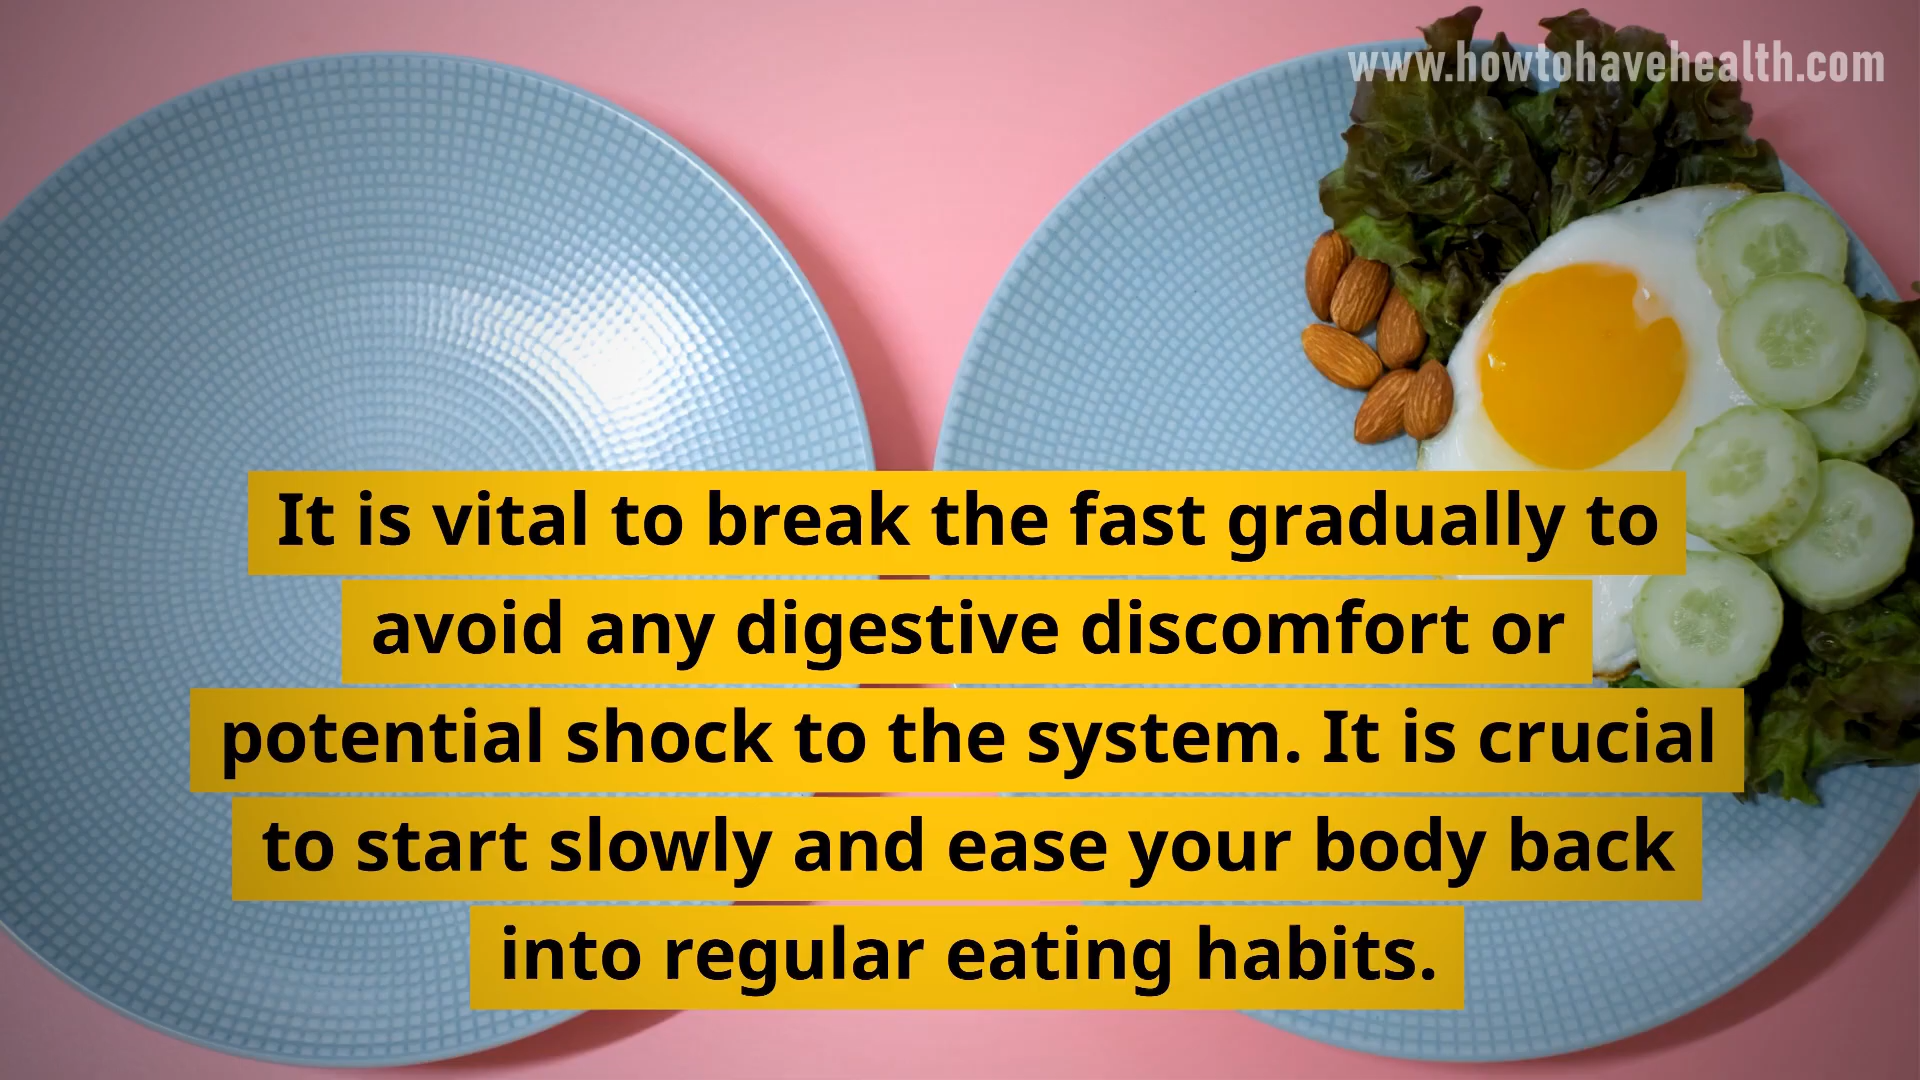 www.howtohavehealth.com
It is vital to break the fast gradually to
avoid any digestive discomfort or
potential shock to the system. It is crucial
to start slowly and ease your body back
into regular eating habits.